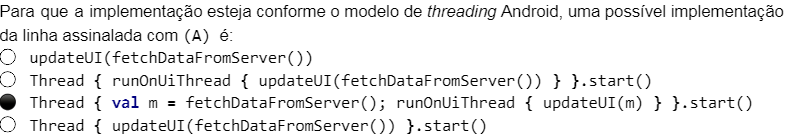 Para que a implementação esteja conforme o modelo de threading Android, uma possível implementação
da linha assinalada com (A) é:
updateUI(fetchDataFromServer())
Thread { runOnUiThread { updateUI(fetchDataFromServer()) } }.start()
Thread { val m = fetchDataFromServer(); runOnUiThread { updateUI(m) } }.start()
Thread { updateUI(fetchDataFromServer()) }.start()